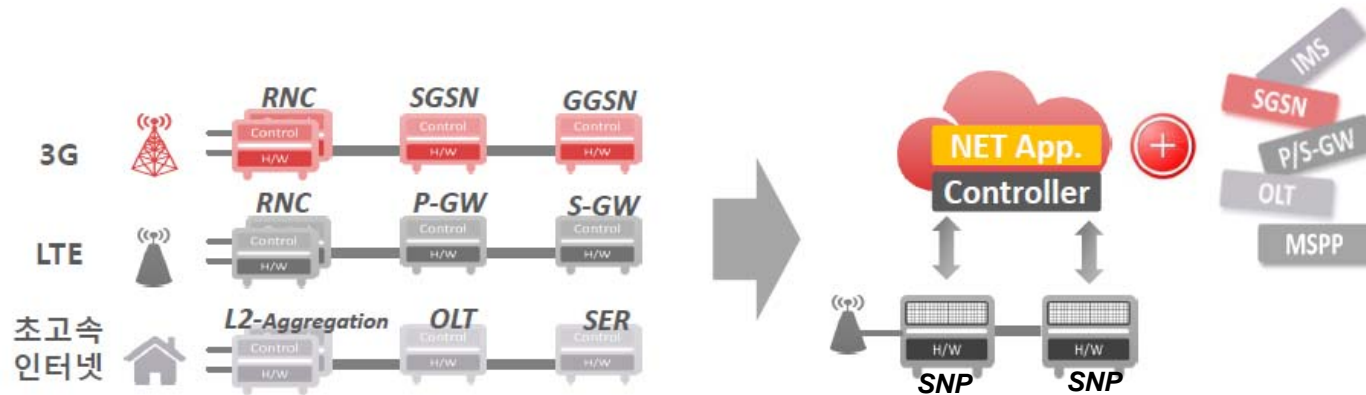 RNC SGSN GGSN
3G
Control Control Control
H/W H/W H/W
RNC P-GW S-GW
LTE
Control Control Control
H/W H/W H/W
L2-Aggregation OLT SER
초고속
인터넷
Control Control Control
H/W H/W H/W
NET App.
Controller
H/W H/W
SNP SNP
IMS
SGSN
P/S-GW
OLT
MSPP